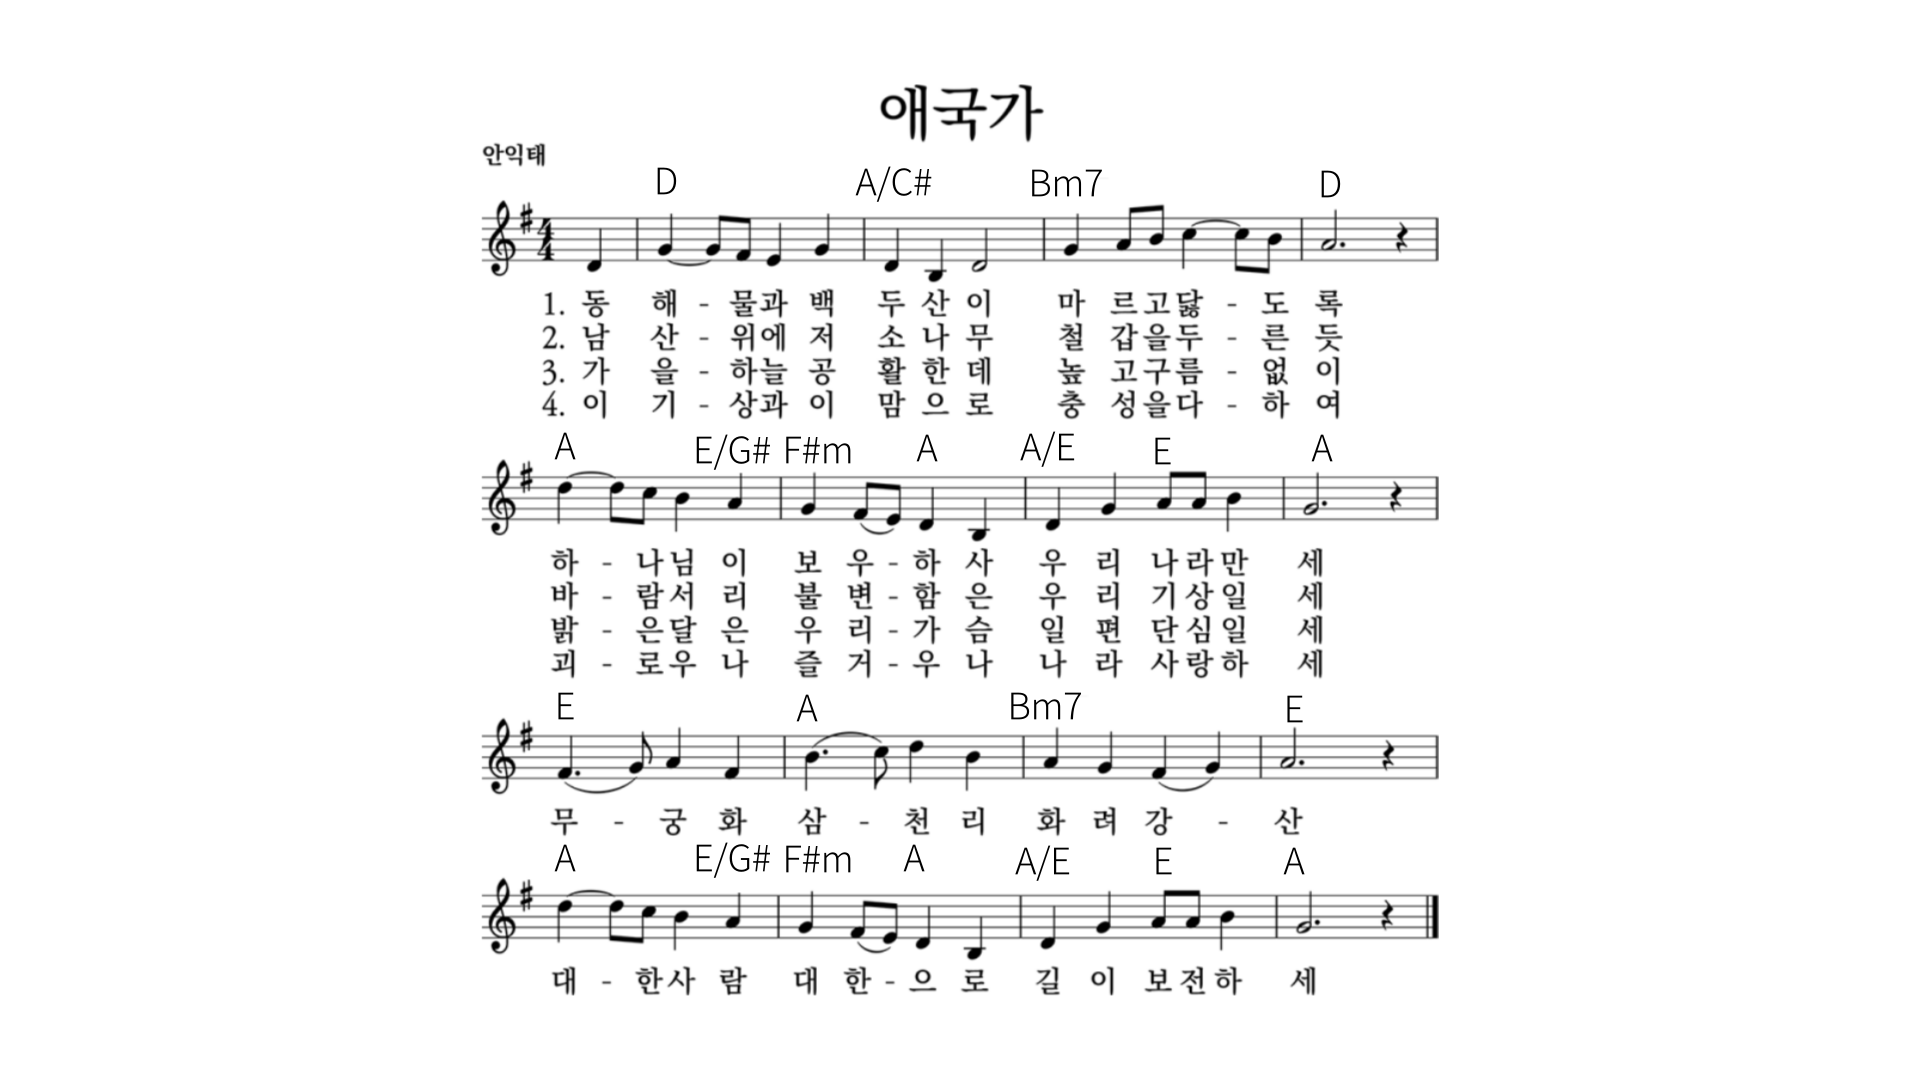 애국가
안익태
D A/C# Bm7 D
1. 동 해 - 물과 백 두 산 이 마 르고닳 - 도 록
2. 남 산 - 위에 저 소 나 무 철 갑을두 - 른 듯
3. 가 을 - 하늘 공 활 한 데 높 고구름 - 없 이
4. 이 기 - 상과 이 맘 으 로 충 성을다 - 하 여
A E/G# F#m A A/E E A
하 - 나님 이 보 우 - 하 사 우 리 나라만 세
바 - 람서 리 불 변 - 함 은 우 리 기상일 세
밝 - 은달 은 우 리 - 가 슴 일 편 단심일 세
괴 - 로우 나 즐 거 - 우 나 나 라 사랑하 세
E A Bm7 E
무 - 궁 화 삼 - 천 리 화 려 강 - 산
A E/G# F#m A A/E E A
대 - 한사 람 대 한 - 으 로 길 이 보전하 세